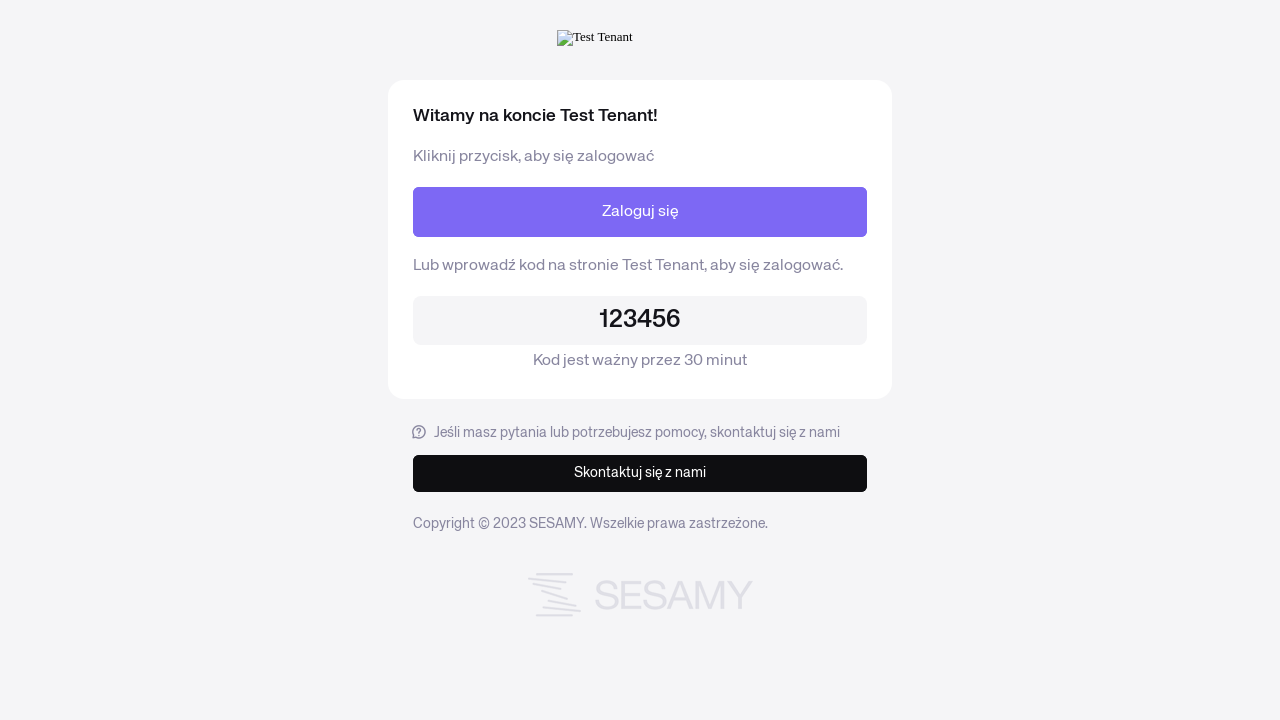 Test Tenant
Witamy na koncie Test Tenant!
Kliknij przycisk, aby się zalogować
Zaloguj się
Lub wprowadź kod na stronie Test Tenant, aby się zalogować.
123456
Kod jest ważny przez 30 minut
Jeśli masz pytania lub potrzebujesz pomocy, skontaktuj się z nami
Skontaktuj się z nami
Copyright © 2023 SESAMY. Wszelkie prawa zastrzeżone.
SESAMY